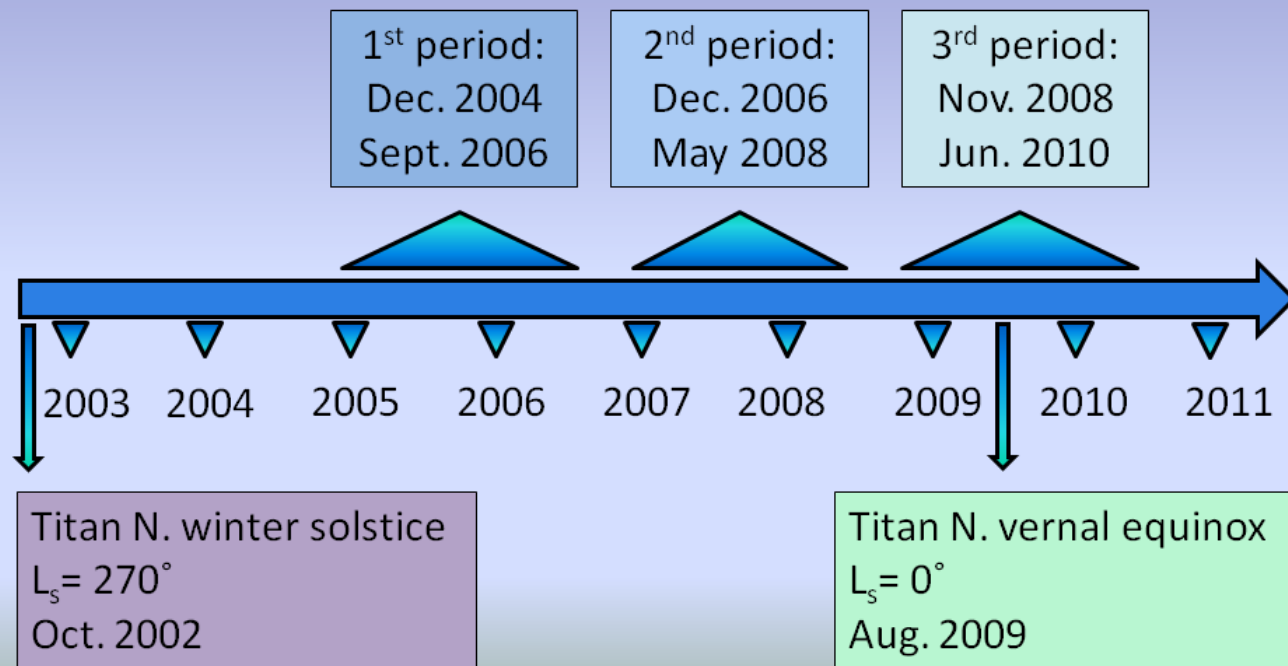 1st period:
Dec. 2004
Sept. 2006
2nd period:
Dec. 2006
May 2008
3rd period:
Nov. 2008
Jun. 2010
2003 2004 2005 2006 2007 2008 2009 2010 2011
Titan N. winter solstice
Ls= 270°
Oct. 2002
Titan N. vernal equinox
Ls= 0°
Aug. 2009